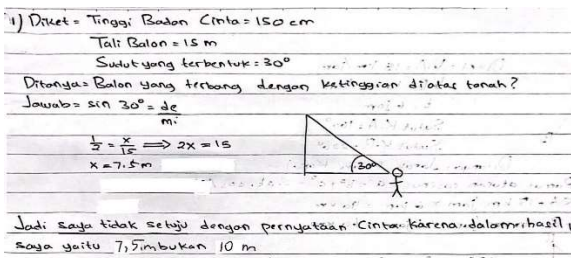 1) Diket = Tinggi Badan Cinta = 150 cm
Tali Balon = 15 m
Sudut yang terbentuk = 30°
Ditanya = Balon yang terbang dengan ketinggian diatas tanah?
Jawab = sin 30° = de/mi
1/2 = x/15 ⟹ 2x = 15
x = 7.5 m
30°
Jadi saya tidak setuju dengan pernyataan Cinta karena dalam hasil
saya yaitu 7,5 m bukan 10 m